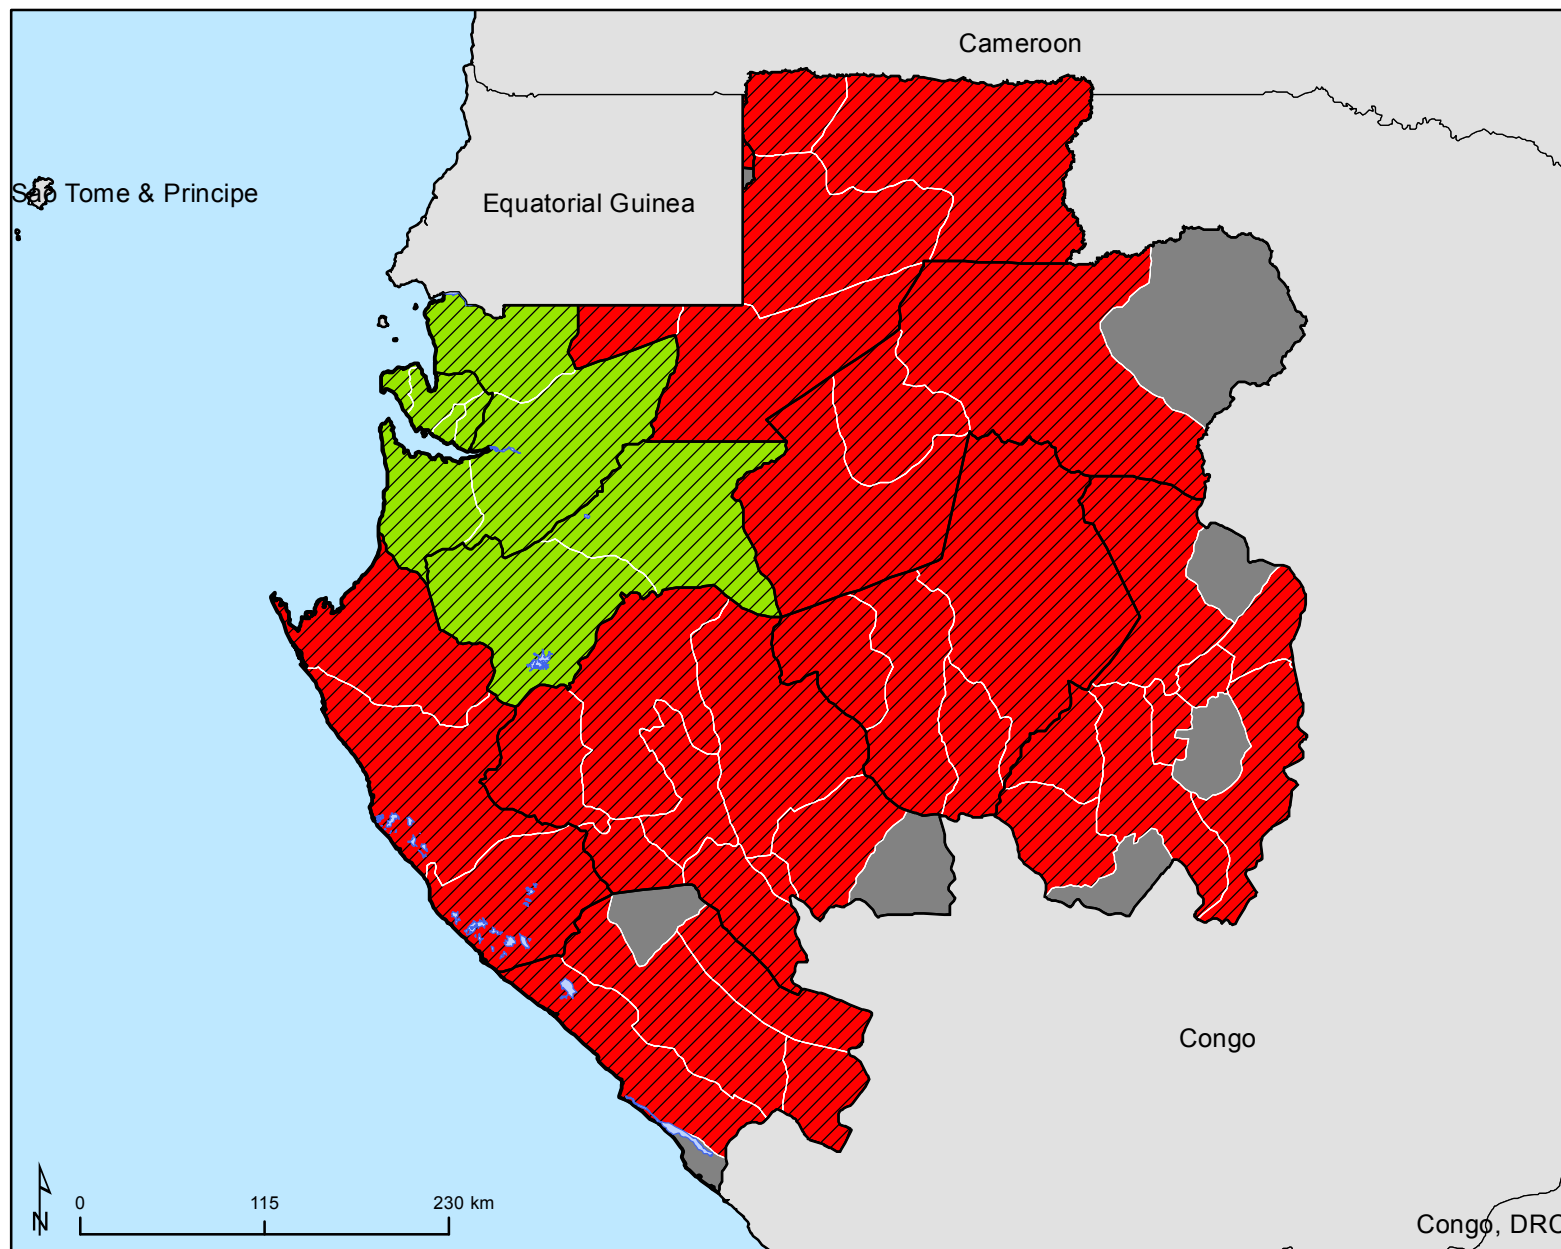 Cameroon
Sao Tome & Principe
Equatorial Guinea
Congo
N
0 115 230 km
Congo, DRC